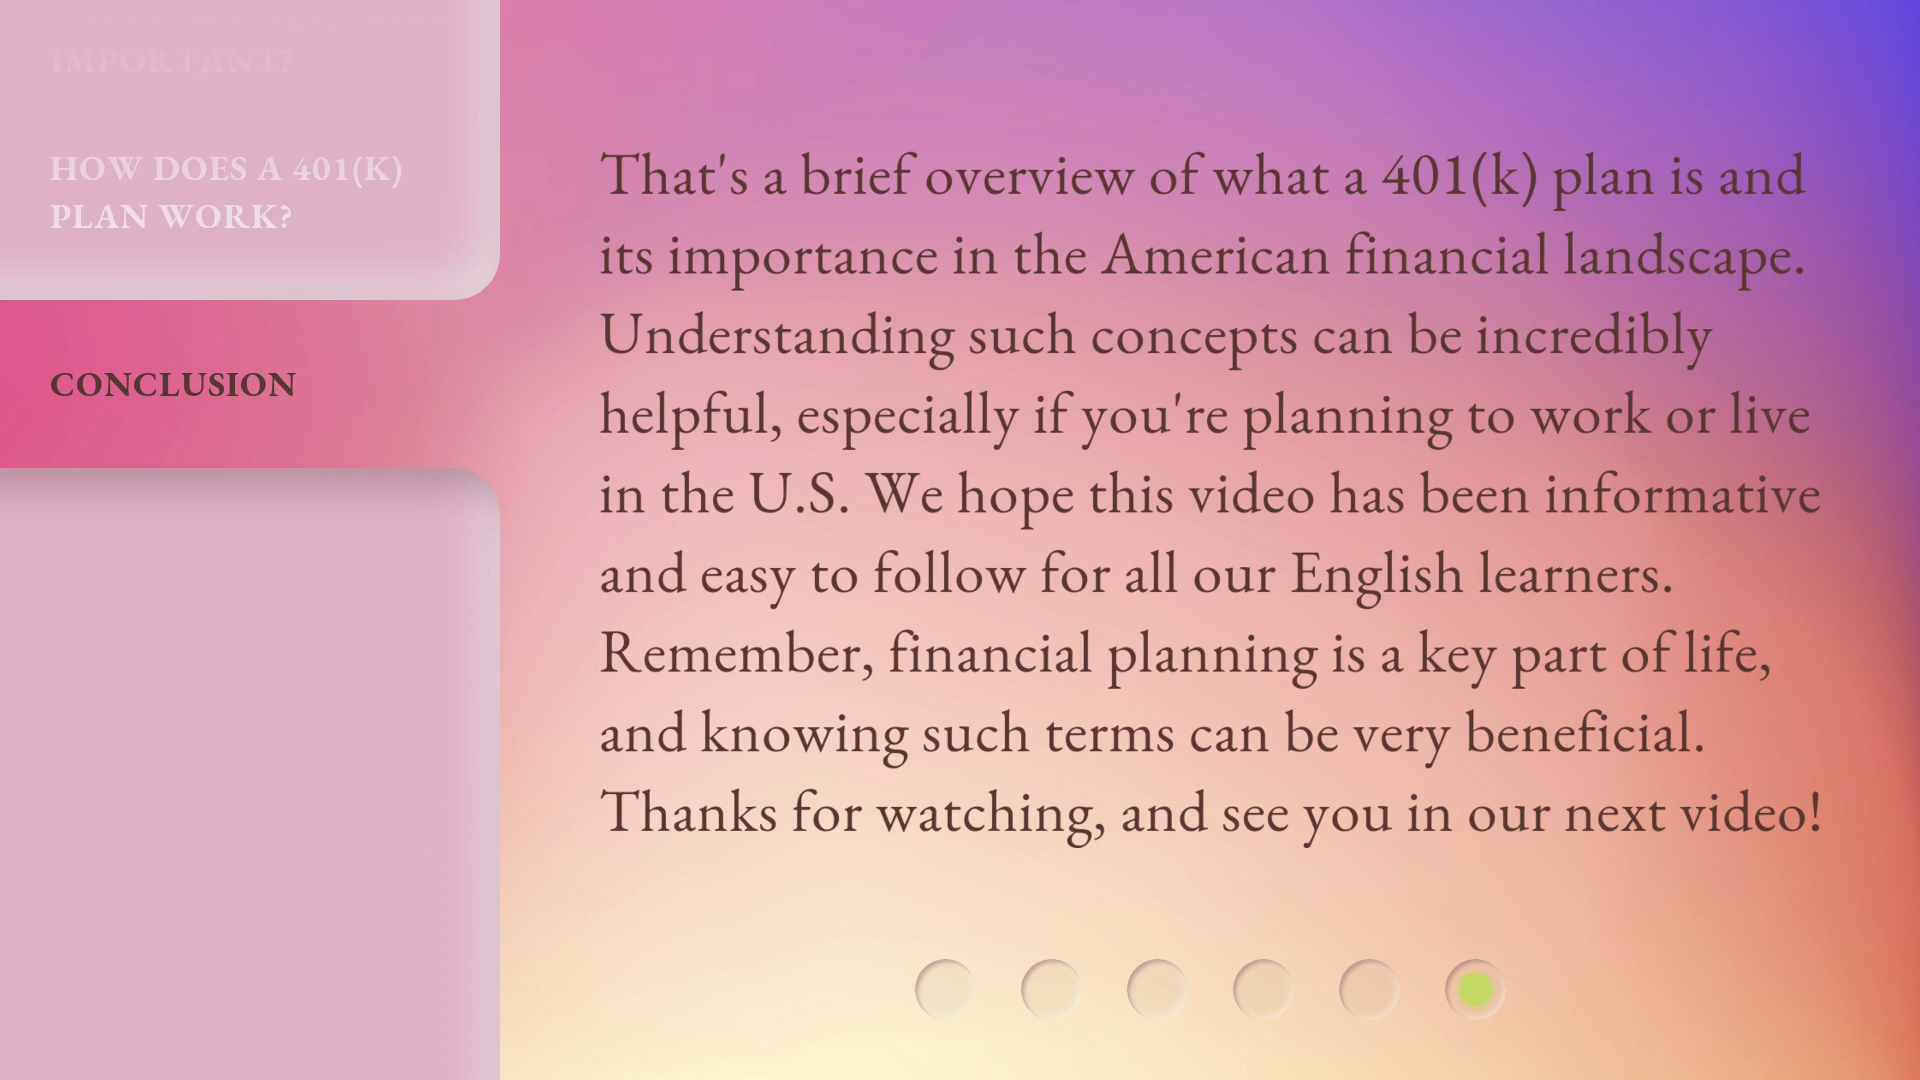 IMPORTANT?
HOW DOES A 401(K)
PLAN WORK?
CONCLUSION
That's a brief overview of what a 401(k) plan is and
its importance in the American financial landscape.
Understanding such concepts can be incredibly
helpful, especially if you're planning to work or live
in the U.S. We hope this video has been informative
and easy to follow for all our English learners.
Remember, financial planning is a key part of life,
and knowing such terms can be very beneficial.
Thanks for watching, and see you in our next video!